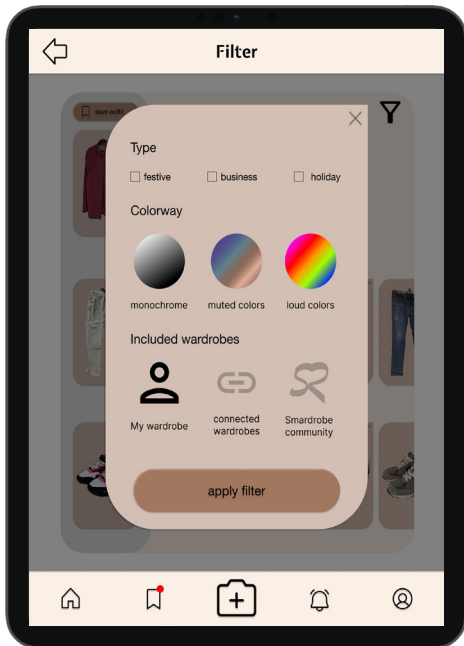 Filter
save outfit
Type
festive
business
holiday
Colorway
monochrome
muted colors
loud colors
Included wardrobes
My wardrobe
connected
wardrobes
Smardrobe
community
apply filter